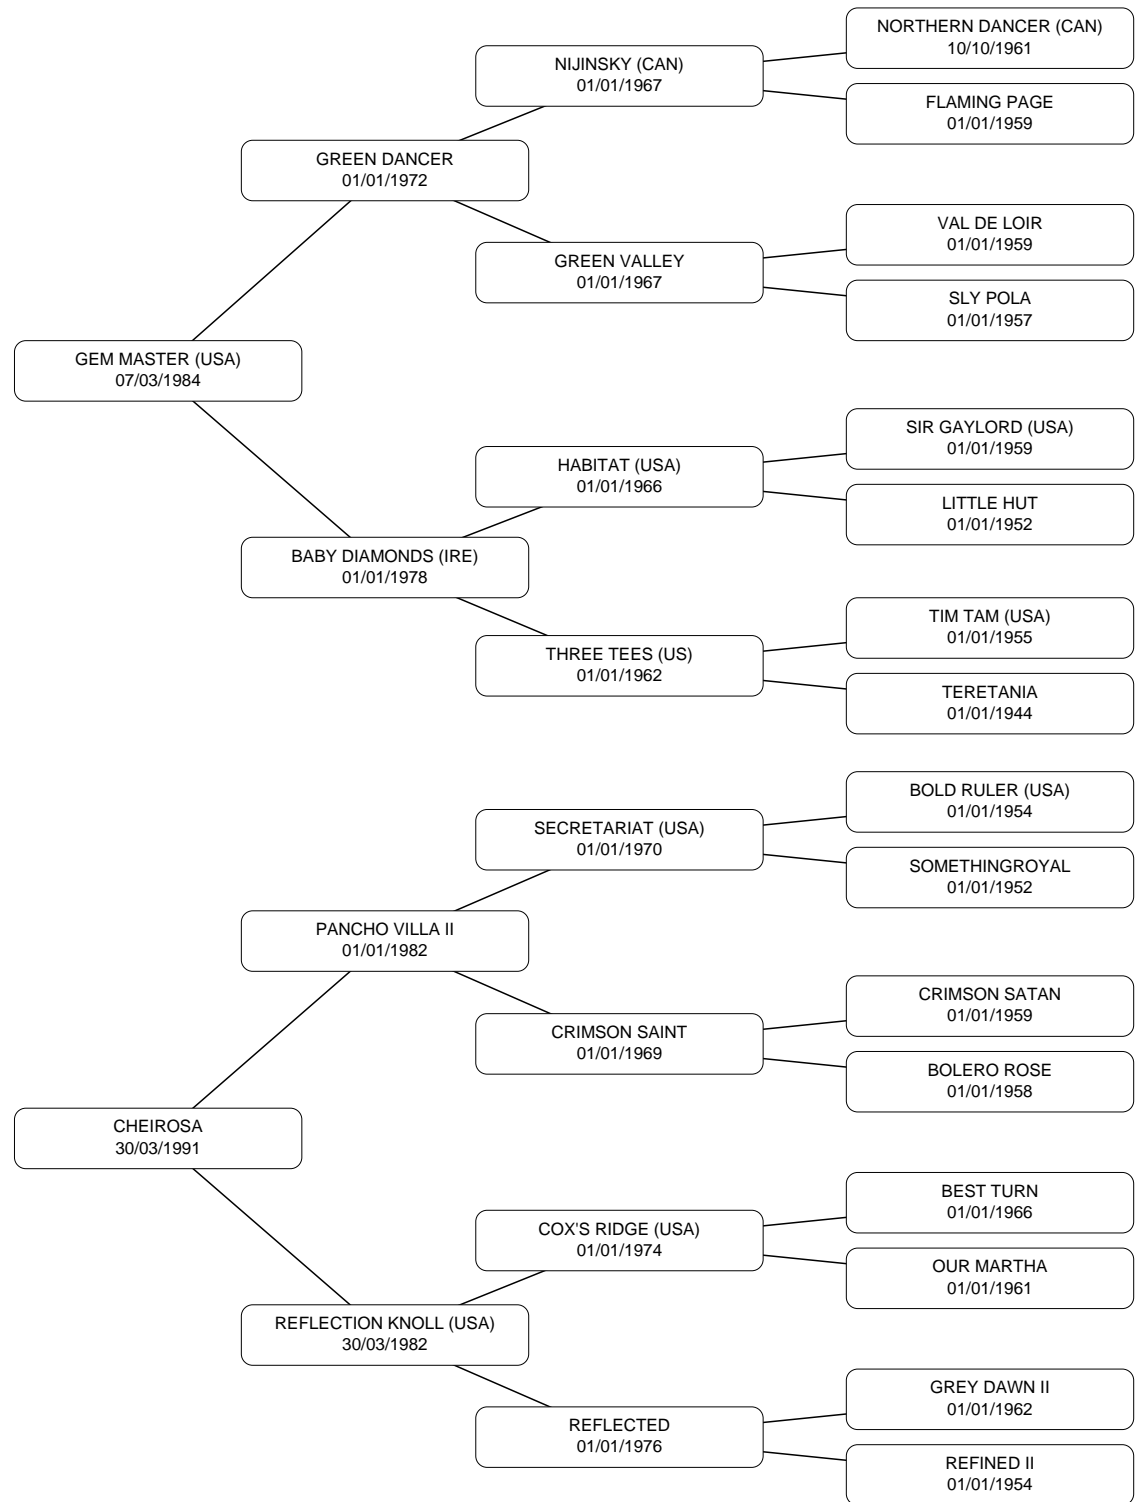 NORTHERN DANCER (CAN)
10/10/1961
NIJINSKY (CAN)
01/01/1967
FLAMING PAGE
01/01/1959
GREEN DANCER
01/01/1972
VAL DE LOIR
01/01/1959
GREEN VALLEY
01/01/1967
SLY POLA
01/01/1957
GEM MASTER (USA)
07/03/1984
SIR GAYLORD (USA)
01/01/1959
HABITAT (USA)
01/01/1966
LITTLE HUT
01/01/1952
BABY DIAMONDS (IRE)
01/01/1978
TIM TAM (USA)
01/01/1955
THREE TEES (US)
01/01/1962
TERETANIA
01/01/1944
BOLD RULER (USA)
01/01/1954
SECRETARIAT (USA)
01/01/1970
SOMETHINGROYAL
01/01/1952
PANCHO VILLA II
01/01/1982
CRIMSON SATAN
01/01/1959
CRIMSON SAINT
01/01/1969
BOLERO ROSE
01/01/1958
CHEIROSA
30/03/1991
BEST TURN
01/01/1966
COX'S RIDGE (USA)
01/01/1974
OUR MARTHA
01/01/1961
REFLECTION KNOLL (USA)
30/03/1982
GREY DAWN II
01/01/1962
REFLECTED
01/01/1976
REFINED II
01/01/1954